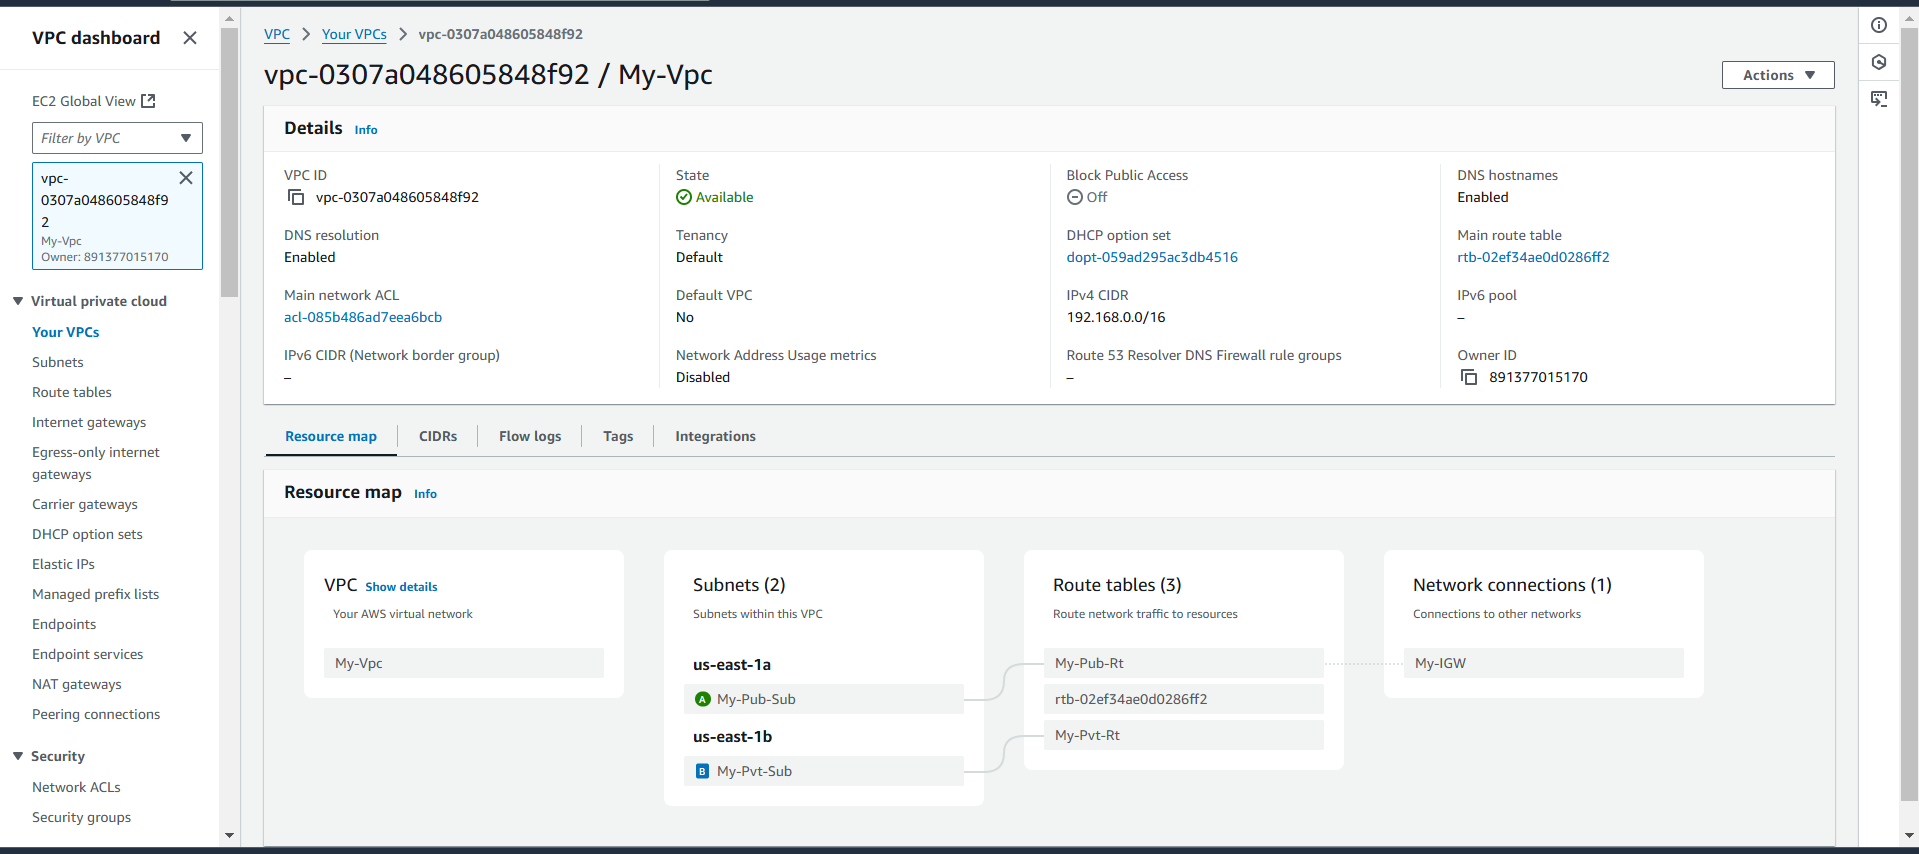 VPC dashboard
EC2 Global View
Filter by VPC
vpc-
0307a048605848f9
2
My-Vpc
Owner: 891377015170
Virtual private cloud
Your VPCs
Subnets
Route tables
Internet gateways
Egress-only internet
gateways
Carrier gateways
DHCP option sets
Elastic IPs
Managed prefix lists
Endpoints
Endpoint services
NAT gateways
Peering connections
Security
Network ACLs
Security groups
VPC > Your VPCs > vpc-0307a048605848f92
vpc-0307a048605848f92 / My-Vpc
Actions
Details Info
VPC ID
vpc-0307a048605848f92
State
Available
Block Public Access
Off
DNS hostnames
Enabled
DNS resolution
Enabled
Tenancy
Default
DHCP option set
dopt-059ad295ac3db4516
Main route table
rtb-02ef34ae0d0286ff2
Main network ACL
acl-085b486ad7eea6bcb
Default VPC
No
IPv4 CIDR
192.168.0.0/16
IPv6 pool
–
IPv6 CIDR (Network border group)
–
Network Address Usage metrics
Disabled
Route 53 Resolver DNS Firewall rule groups
–
Owner ID
891377015170
Resource map
CIDRs
Flow logs
Tags
Integrations
Resource map Info
VPC Show details
Your AWS virtual network
My-Vpc
Subnets (2)
Subnets within this VPC
us-east-1a
A My-Pub-Sub
us-east-1b
B My-Pvt-Sub
Route tables (3)
Route network traffic to resources
My-Pub-Rt
rtb-02ef34ae0d0286ff2
My-Pvt-Rt
Network connections (1)
Connections to other networks
My-IGW